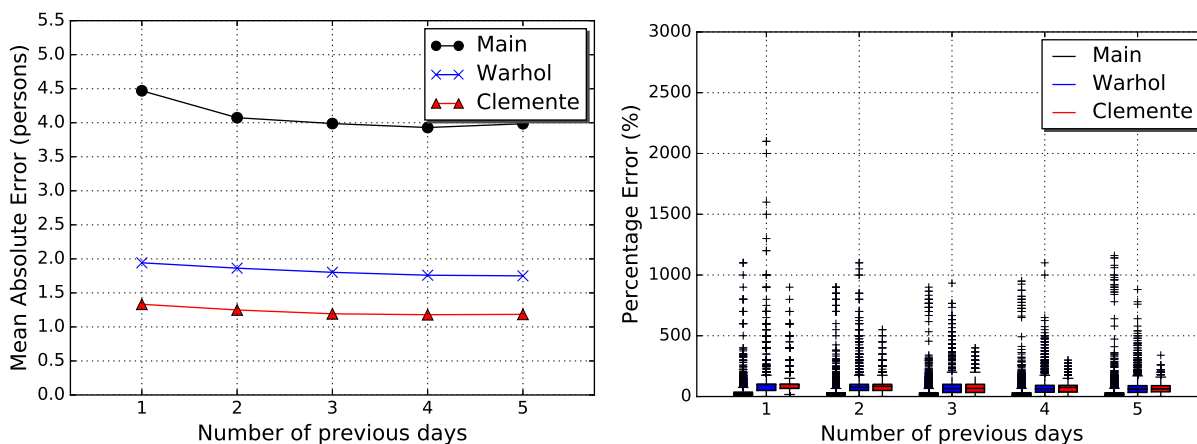 Mean Absolute Error (persons)
5.5
5.0
4.5
4.0
3.5
3.0
2.5
2.0
1.5
1.0
0.5
0.0
Main
Warhol
Clemente
1 2 3 4 5
Number of previous days
Percentage Error (%)
3000
2500
2000
1500
1000
500
0
Main
Warhol
Clemente
1 2 3 4 5
Number of previous days